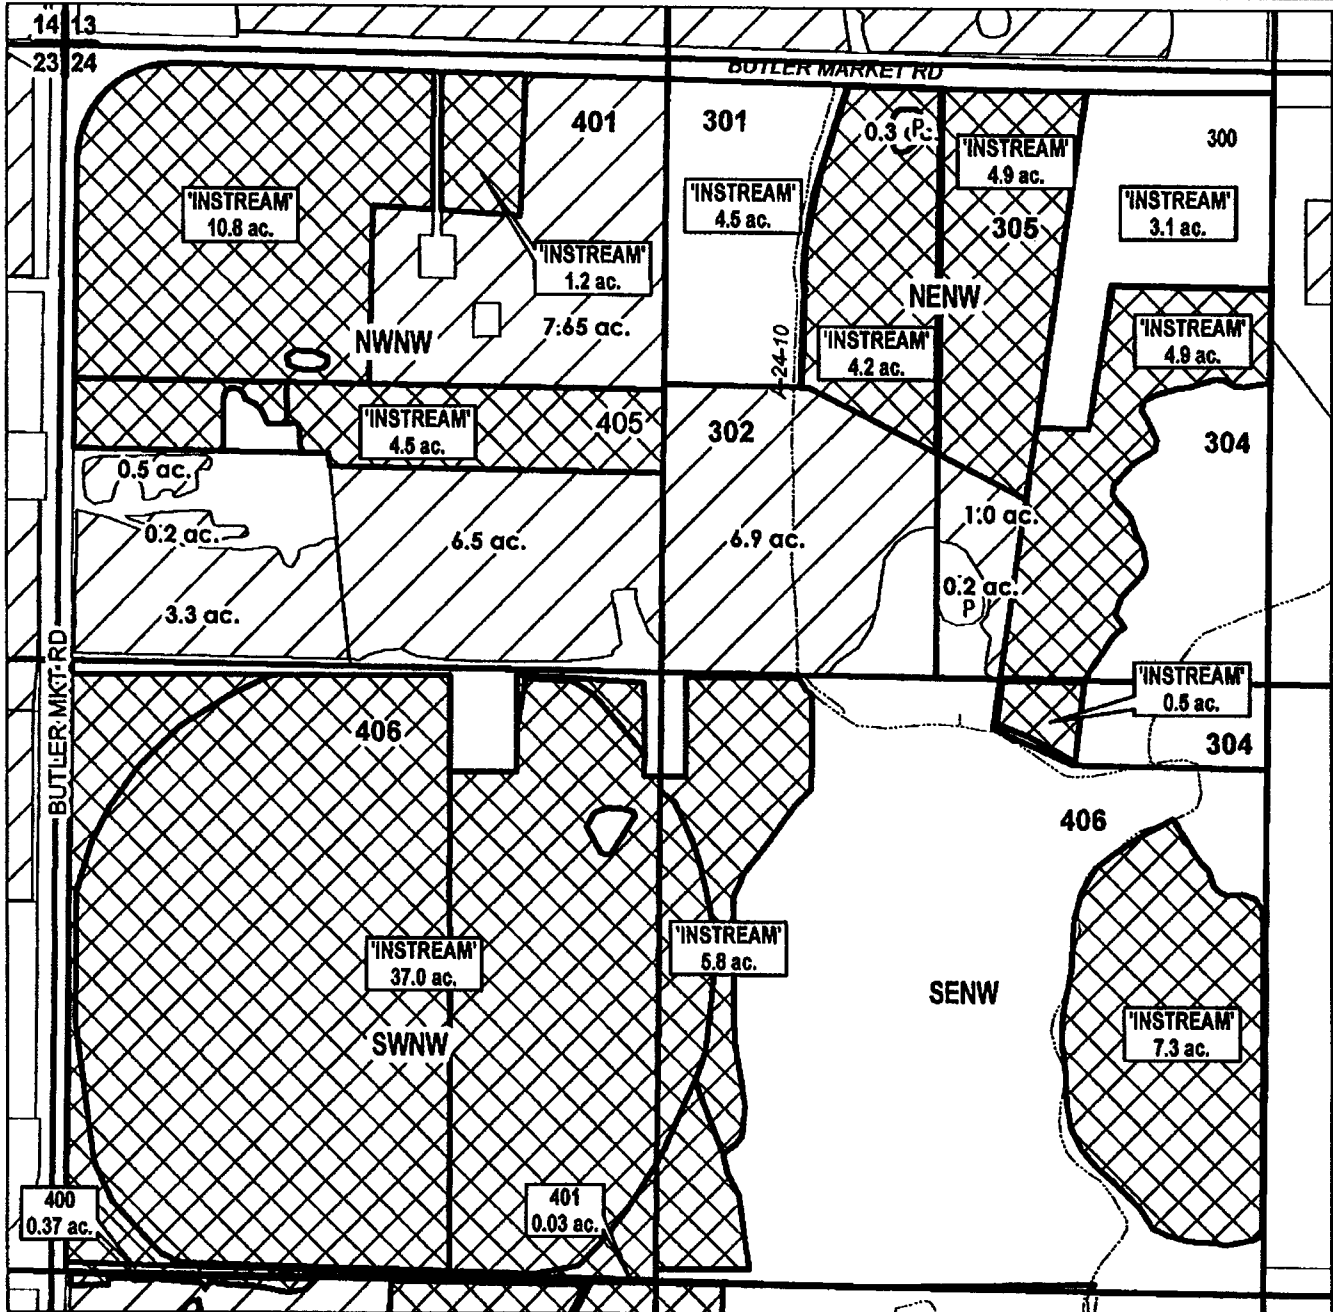 14 13
23 24
BUTLER MARKET RD
401
301
0.3 ac.
P
'INSTREAM'
4.9 ac.
300
'INSTREAM'
10.8 ac.
'INSTREAM'
4.5 ac.
'INSTREAM'
3.1 ac.
305
'INSTREAM'
1.2 ac.
NENW
7.65 ac.
NWNW
A-24-10
'INSTREAM'
4.2 ac.
'INSTREAM'
4.9 ac.
'INSTREAM'
4.5 ac.
405
302
304
0.5 ac.
0.2 ac.
6.5 ac.
6.9 ac.
1.0 ac.
0.2 ac.
P
3.3 ac.
BUTLER MKT RD
'INSTREAM'
0.5 ac.
406
304
406
'INSTREAM'
37.0 ac.
'INSTREAM'
5.8 ac.
SENW
SWNW
'INSTREAM'
7.3 ac.
400
0.37 ac.
401
0.03 ac.